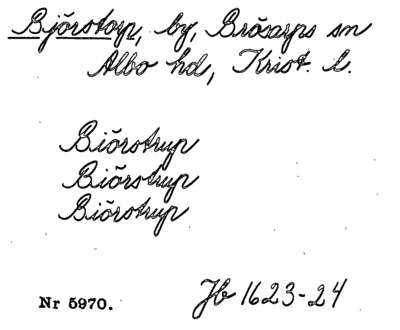 Björstorp, by, Brösarps sn
Albo hd, Krist. l.
Biörstrup
Biörstrup
Biörstrup
Nr 5970.
Jb 1623-24